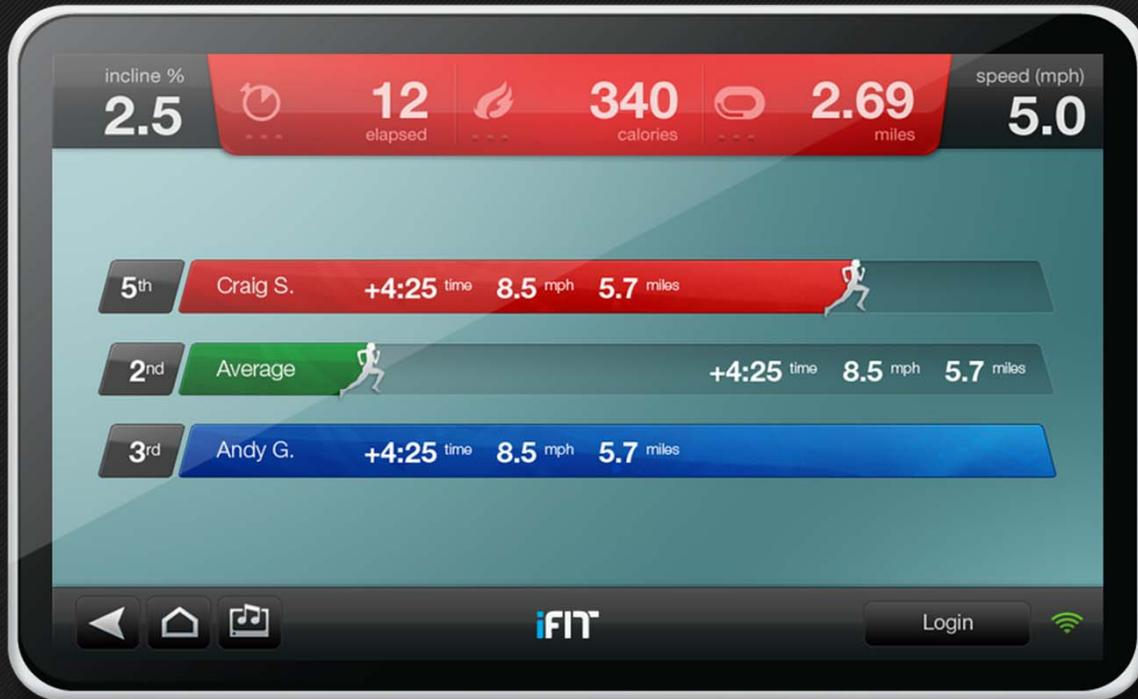 incline %
2.5
12
elapsed
340
calories
2.69
miles
speed (mph)
5.0
5th Craig S. +4:25 time 8.5 mph 5.7 miles
2nd Average +4:25 time 8.5 mph 5.7 miles
3rd Andy G. +4:25 time 8.5 mph 5.7 miles
iFIT Login